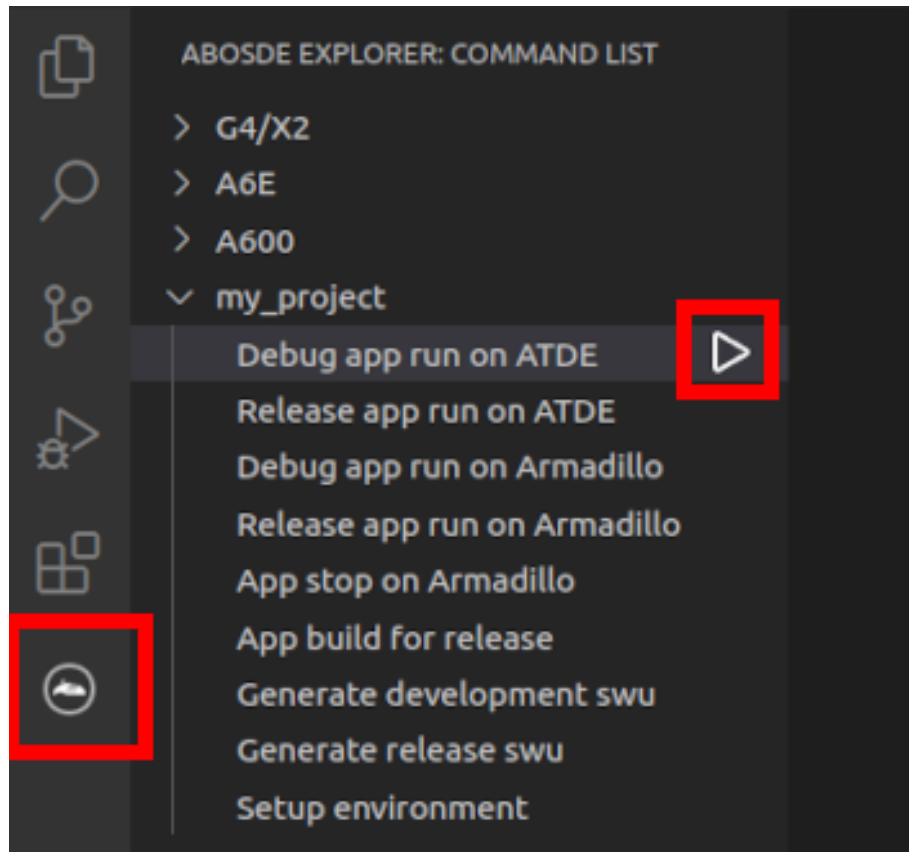 ABOSDE EXPLORER: COMMAND LIST
G4/X2
A6E
A600
my_project
Debug app run on ATDE
Release app run on ATDE
Debug app run on Armadillo
Release app run on Armadillo
App stop on Armadillo
App build for release
Generate development swu
Generate release swu
Setup environment